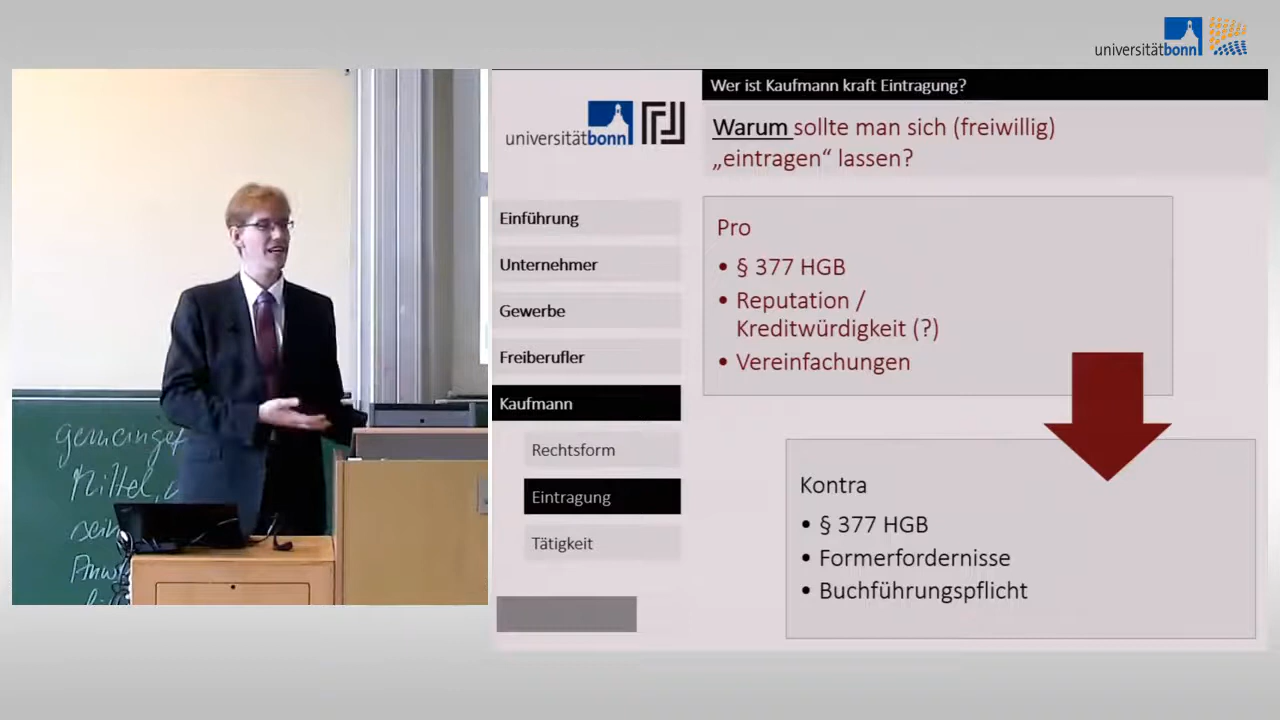 universitätbonn
Wer ist Kaufmann kraft Eintragung?
universitätbonn
Warum sollte man sich (freiwillig)
„eintragen“ lassen?
Einführung
Unternehmer
Gewerbe
Freiberufler
Kaufmann
Rechtsform
Eintragung
Tätigkeit
Pro
• § 377 HGB
• Reputation /
Kreditwürdigkeit (?)
• Vereinfachungen
Kontra
• § 377 HGB
• Formerfordernisse
• Buchführungspflicht
Mittel,